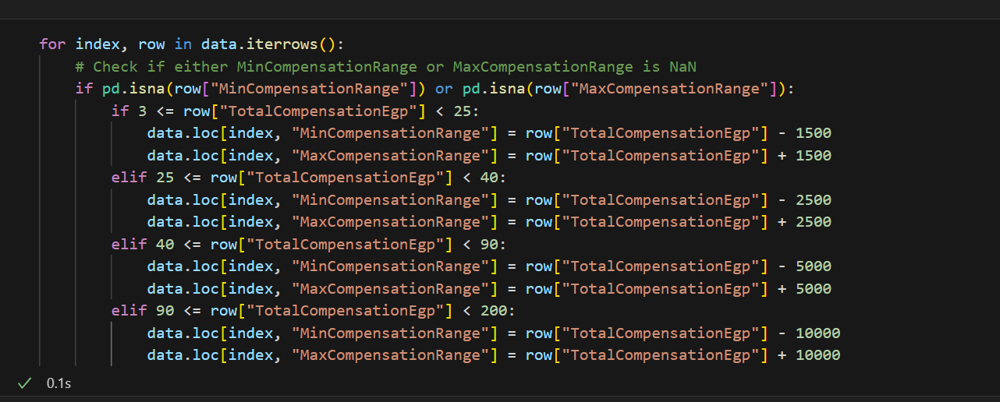 for index, row in data.iterrows():
    # Check if either MinCompensationRange or MaxCompensationRange is NaN
    if pd.isna(row["MinCompensationRange"]) or pd.isna(row["MaxCompensationRange"]):
        if 3 <= row["TotalCompensationEgp"] < 25:
            data.loc[index, "MinCompensationRange"] = row["TotalCompensationEgp"] - 1500
            data.loc[index, "MaxCompensationRange"] = row["TotalCompensationEgp"] + 1500
        elif 25 <= row["TotalCompensationEgp"] < 40:
            data.loc[index, "MinCompensationRange"] = row["TotalCompensationEgp"] - 2500
            data.loc[index, "MaxCompensationRange"] = row["TotalCompensationEgp"] + 2500
        elif 40 <= row["TotalCompensationEgp"] < 90:
            data.loc[index, "MinCompensationRange"] = row["TotalCompensationEgp"] - 5000
            data.loc[index, "MaxCompensationRange"] = row["TotalCompensationEgp"] + 5000
        elif 90 <= row["TotalCompensationEgp"] < 200:
            data.loc[index, "MinCompensationRange"] = row["TotalCompensationEgp"] - 10000
            data.loc[index, "MaxCompensationRange"] = row["TotalCompensationEgp"] + 10000
✓ 0.1s